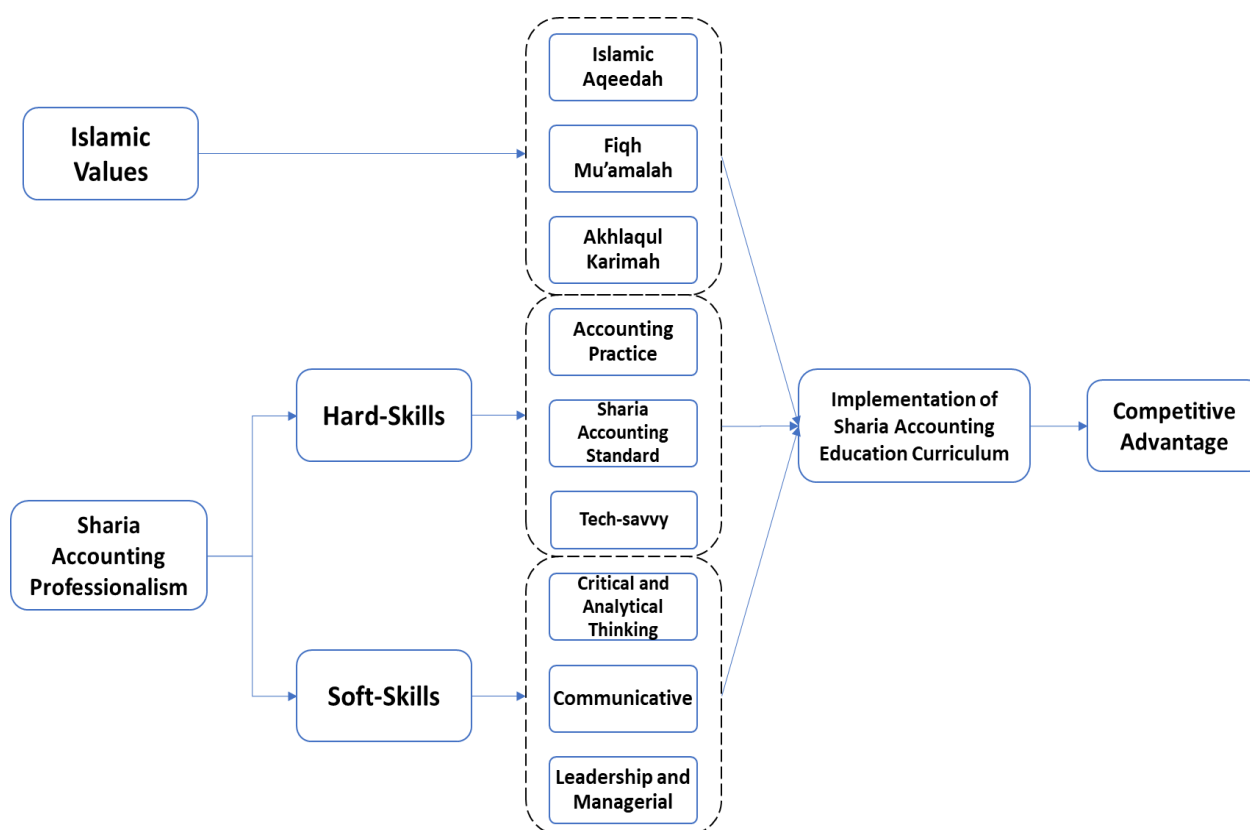 Islamic
Values
Sharia
Accounting
Professionalism
Hard-Skills
Soft-Skills
Islamic
Aqeedah
Fiqh
Mu’amalah
Akhlaqul
Karimah
Accounting
Practice
Sharia
Accounting
Standard
Tech-savvy
Critical and
Analytical
Thinking
Communicative
Leadership and
Managerial
Implementation of
Sharia Accounting
Education Curriculum
Competitive
Advantage